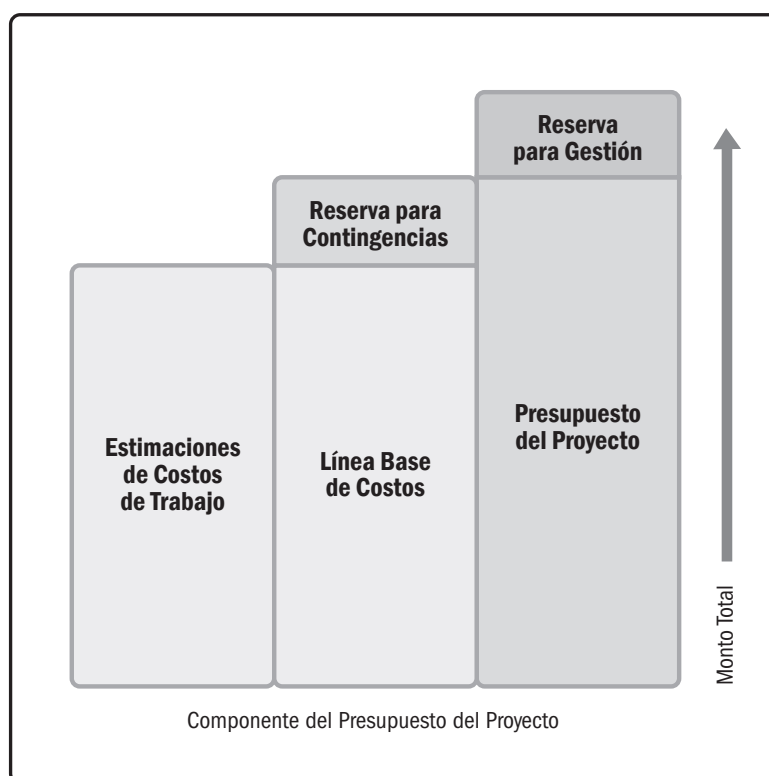 Reserva
para Gestión
Reserva para
Contingencias
Estimaciones
de Costos
de Trabajo
Línea Base
de Costos
Presupuesto
del Proyecto
Monto Total
Componente del Presupuesto del Proyecto